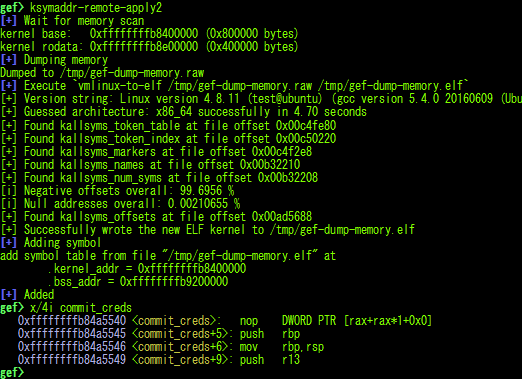 gef> ksymaddr-remote-apply2
[+] Wait for memory scan
kernel base:   0xffffffffb8400000 (0x800000 bytes)
kernel rodata: 0xffffffffb8e00000 (0x400000 bytes)
[+] Dumping memory
Dumped to /tmp/gef-dump-memory.raw
[+] Execute `vmlinux-to-elf /tmp/gef-dump-memory.raw /tmp/gef-dump-memory.elf`
[+] Version string: Linux version 4.8.11 (test@ubuntu) (gcc version 5.4.0 20160609 (Ubu
[+] Guessed architecture: x86_64 successfully in 4.70 seconds
[+] Found kallsyms_token_table at file offset 0x00c4fe80
[+] Found kallsyms_token_index at file offset 0x00c50220
[+] Found kallsyms_markers at file offset 0x00c4f2e8
[+] Found kallsyms_names at file offset 0x00b32210
[+] Found kallsyms_num_syms at file offset 0x00b32208
[i] Negative offsets overall: 99.6956 %
[i] Null addresses overall: 0.00210655 %
[+] Found kallsyms_offsets at file offset 0x00ad5688
[+] Successfully wrote the new ELF kernel to /tmp/gef-dump-memory.elf
[+] Adding symbol
add symbol table from file "/tmp/gef-dump-memory.elf" at
        .kernel_addr = 0xffffffffb8400000
        .bss_addr = 0xffffffffb9200000
[+] Added
gef> x/4i commit_creds
   0xffffffffb84a5540 <commit_creds>:   nop    DWORD PTR [rax+rax*1+0x0]
   0xffffffffb84a5545 <commit_creds+5>: push   rbp
   0xffffffffb84a5546 <commit_creds+6>: mov    rbp,rsp
   0xffffffffb84a5549 <commit_creds+9>: push   r13
gef>